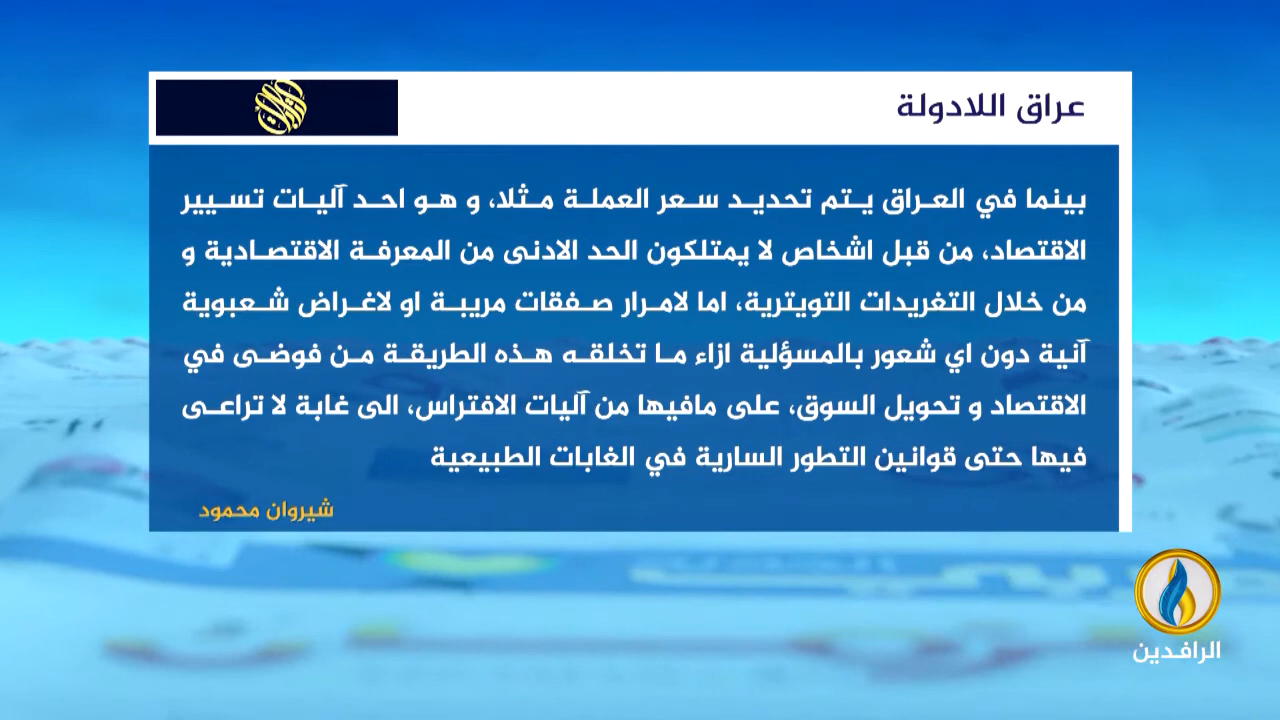 عراق اللادولة
بينما في العراق يتم تحديد سعر العملة مثلا، و هو احد آليات تسيير
الاقتصاد، من قبل اشخاص لا يمتلكون الحد الادنى من المعرفة الاقتصادية و
من خلال التغريدات التويترية، اما لامرار صفقات مريبة او لاغراض شعبوية
آنية دون اي شعور بالمسؤلية ازاء ما تخلقه هذه الطريقة من فوضى في
الاقتصاد و تحويل السوق، على مافيها من آليات الافتراس، الى غابة لا تراعى
فيها حتى قوانين التطور السارية في الغابات الطبيعية
شيروان محمود
الرافدين